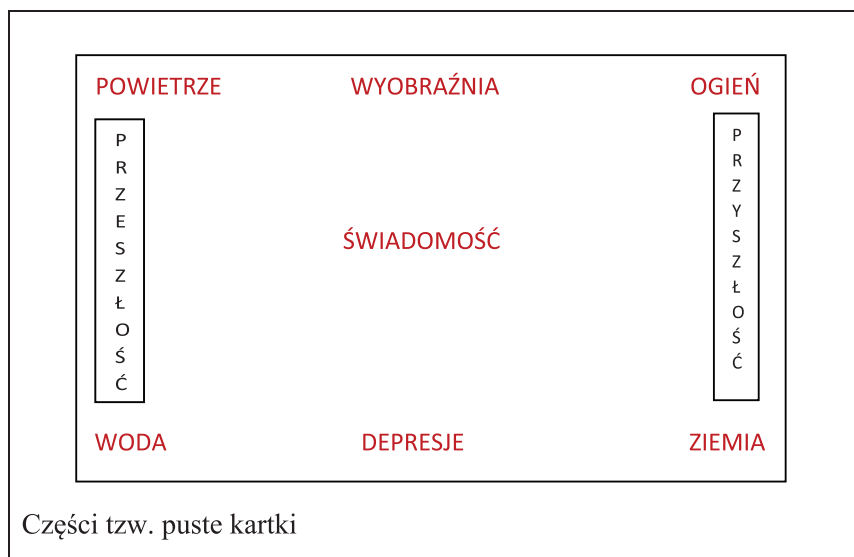 POWIETRZE WYOBRAŹNIA OGIEŃ
PRZESZŁOŚĆ
ŚWIADOMOŚĆ
PRZYSZŁOŚĆ
WODA DEPRESJE ZIEMIA
Części tzw. puste kartki